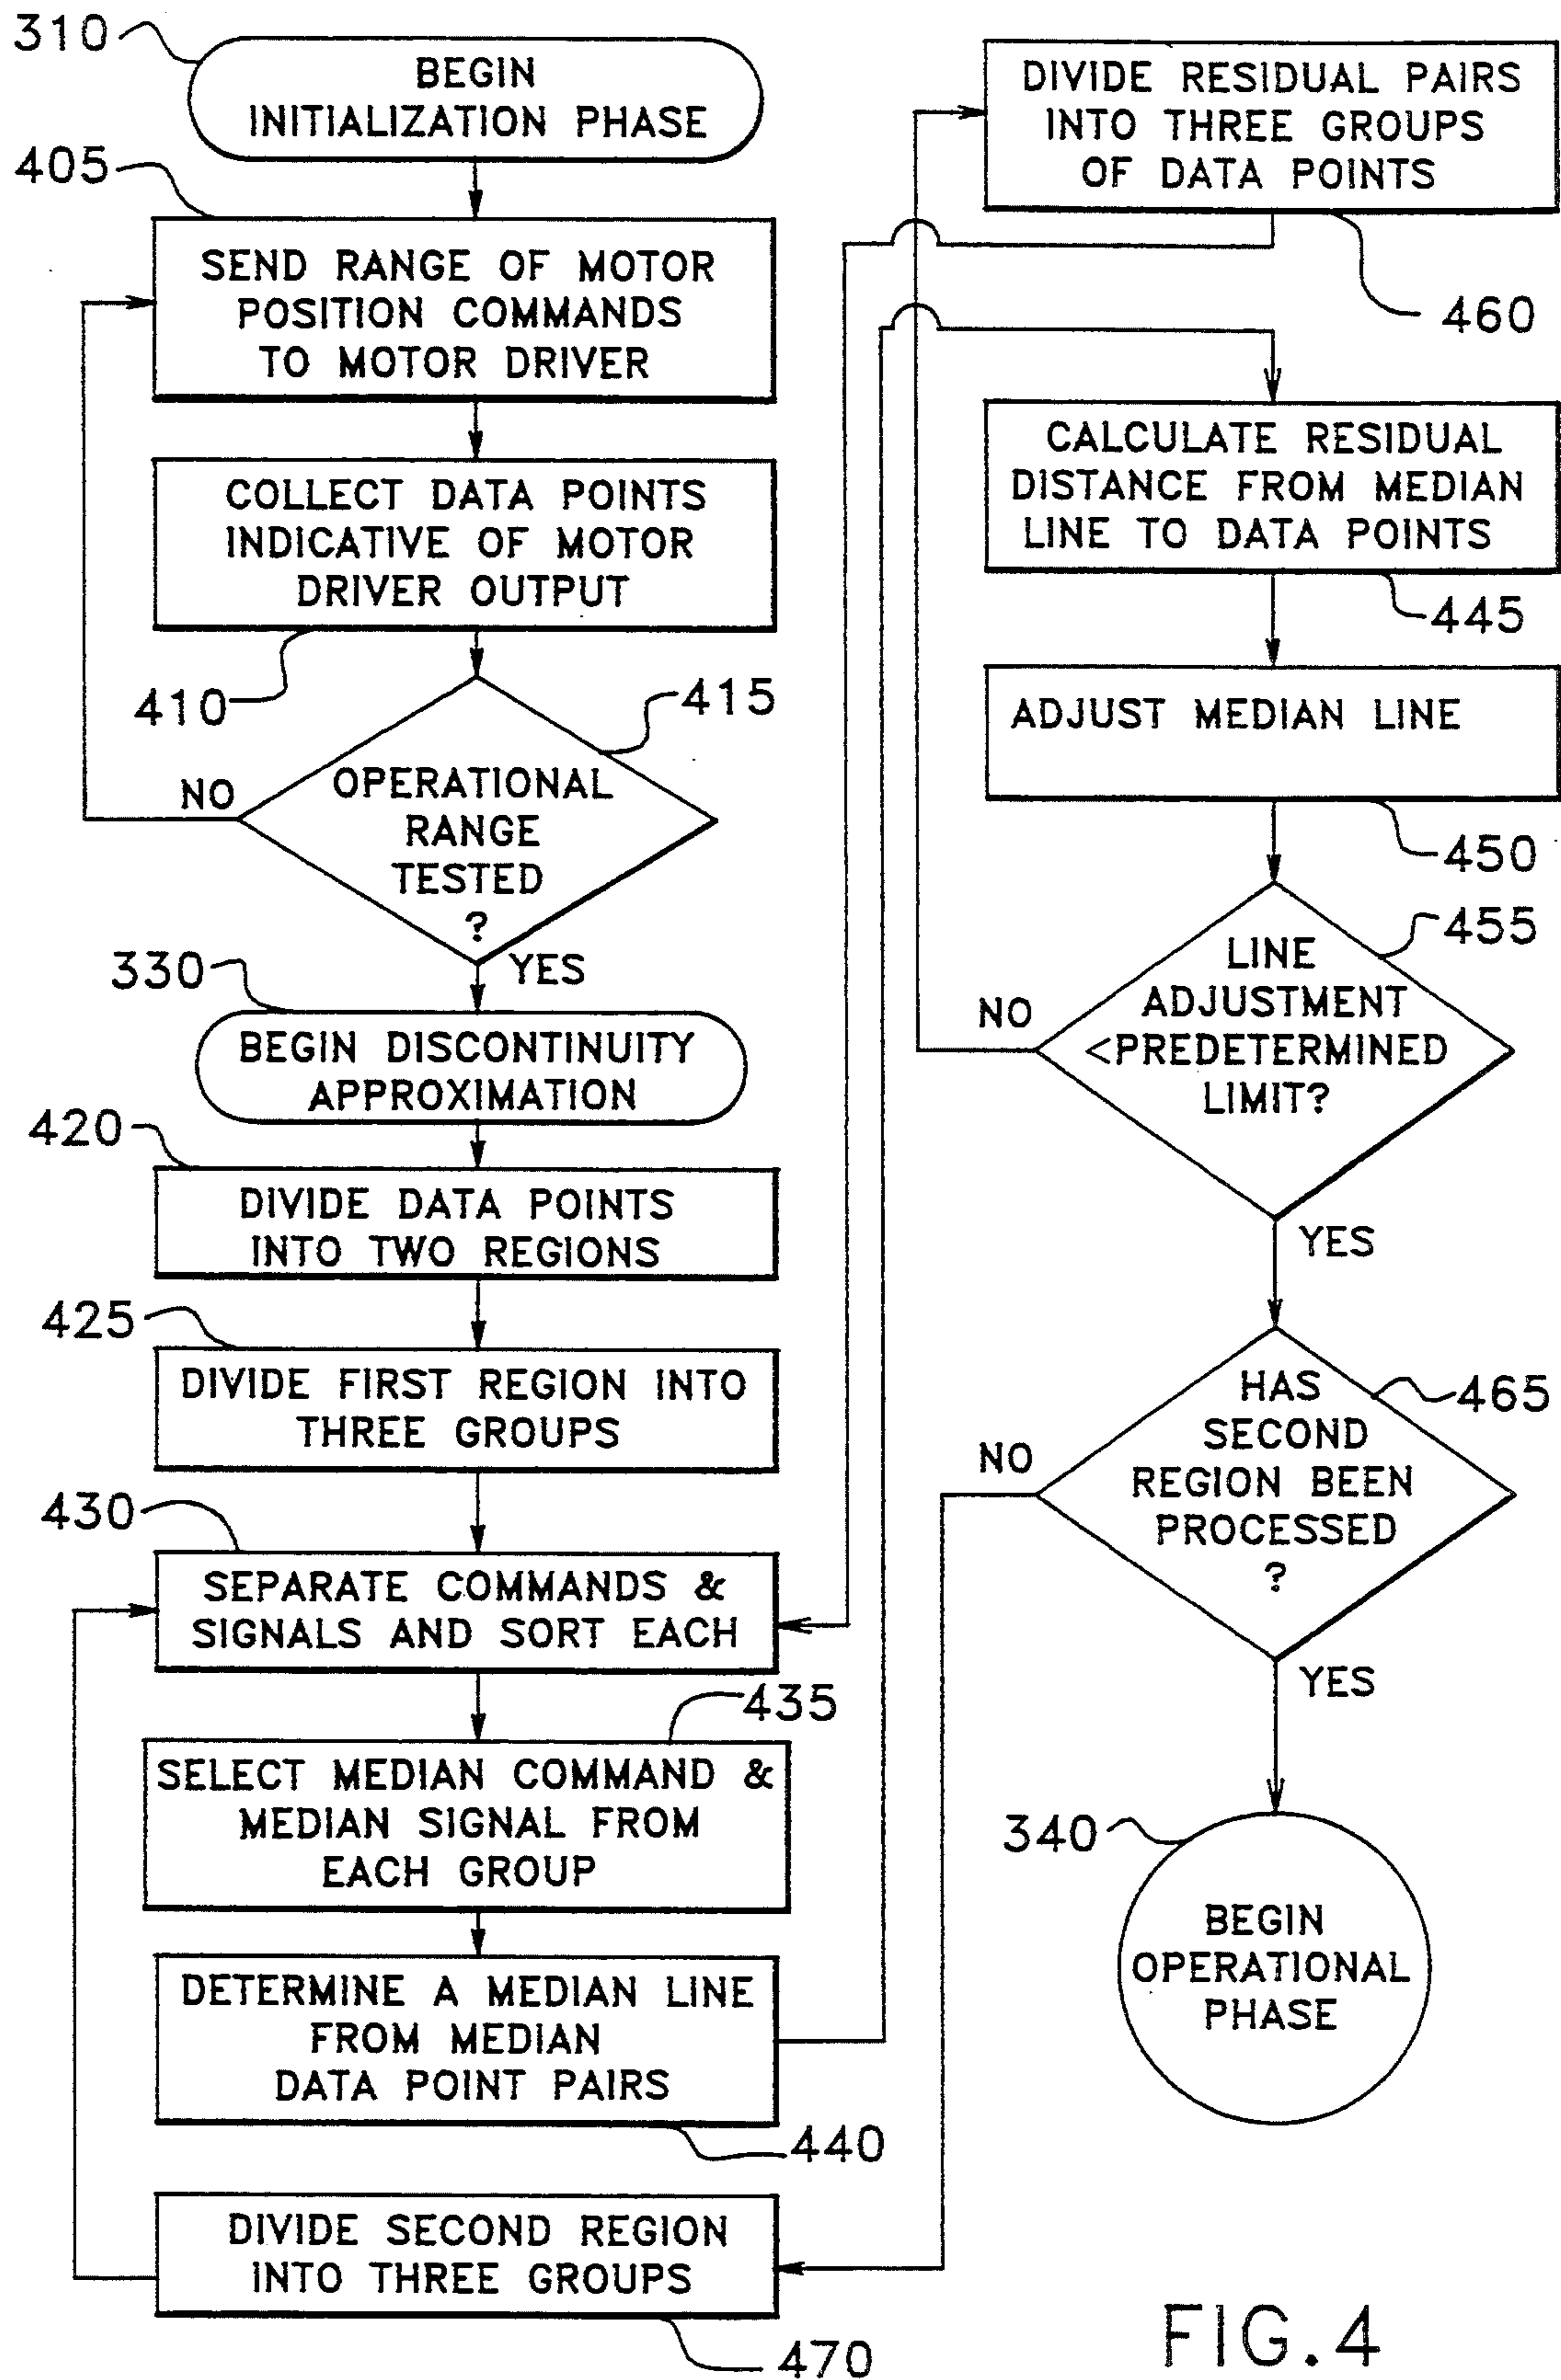 310
BEGIN
INITIALIZATION PHASE
405
SEND RANGE OF MOTOR
POSITION COMMANDS
TO MOTOR DRIVER
COLLECT DATA POINTS
INDICATIVE OF MOTOR
DRIVER OUTPUT
410
415
OPERATIONAL
RANGE
TESTED
?
NO
YES
330
BEGIN DISCONTINUITY
APPROXIMATION
420
DIVIDE DATA POINTS
INTO TWO REGIONS
425
DIVIDE FIRST REGION INTO
THREE GROUPS
430
SEPARATE COMMANDS &
SIGNALS AND SORT EACH
435
SELECT MEDIAN COMMAND &
MEDIAN SIGNAL FROM
EACH GROUP
DETERMINE A MEDIAN LINE
FROM MEDIAN
DATA POINT PAIRS
440
DIVIDE SECOND REGION
INTO THREE GROUPS
470
DIVIDE RESIDUAL PAIRS
INTO THREE GROUPS
OF DATA POINTS
460
CALCULATE RESIDUAL
DISTANCE FROM MEDIAN
LINE TO DATA POINTS
445
ADJUST MEDIAN LINE
450
455
LINE
ADJUSTMENT
<PREDETERMINED
LIMIT?
NO
YES
465
HAS
SECOND
REGION BEEN
PROCESSED
?
NO
YES
340
BEGIN
OPERATIONAL
PHASE
FIG.4